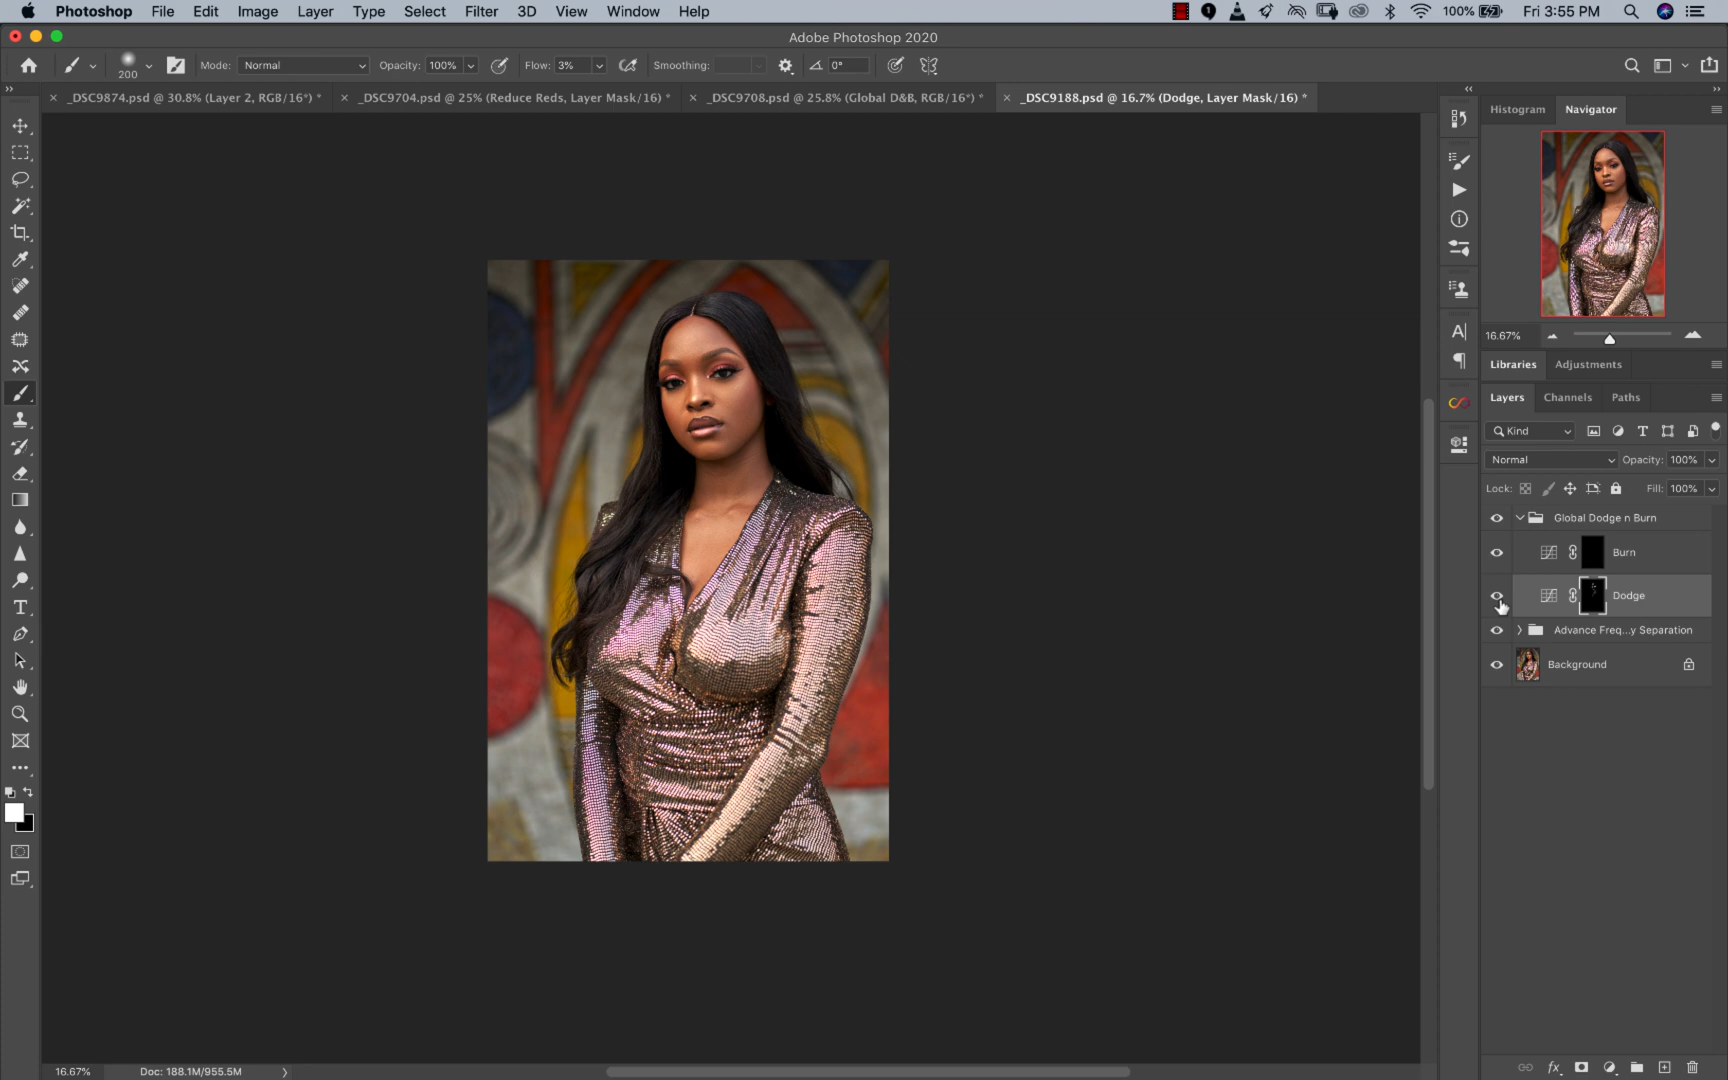 Photoshop File Edit Image Layer Type Select Filter 3D View Window Help 100% Fri 3:55 PM
Adobe Photoshop 2020
200 Mode: Normal Opacity: 100% Flow: 3% Smoothing: 0°
_DSC9874.psd @ 30.8% (Layer 2, RGB/16*) * _DSC9704.psd @ 25% (Reduce Reds, Layer Mask/16) * _DSC9708.psd @ 25.8% (Global D&B, RGB/16*) * _DSC9188.psd @ 16.7% (Dodge, Layer Mask/16) *
Histogram Navigator
16.67%
Libraries Adjustments
Layers Channels Paths
Kind
Normal Opacity: 100%
Lock: Fill: 100%
Global Dodge n Burn
Burn
Dodge
Advance Freq...y Separation
Background
16.67% Doc: 188.1M/955.5M